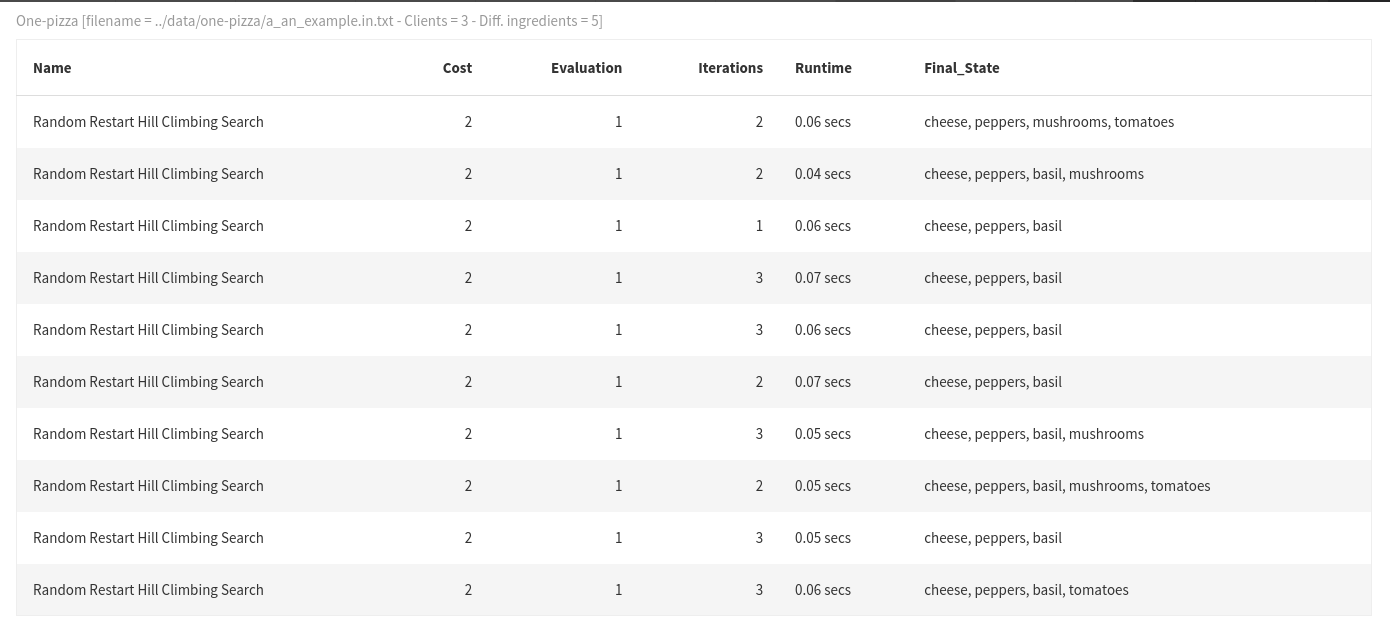 One-pizza [filename = ../data/one-pizza/a_an_example.in.txt - Clients = 3 - Diff. ingredients = 5]
Name Cost Evaluation Iterations Runtime Final_State
Random Restart Hill Climbing Search 2 1 2 0.06 secs cheese, peppers, mushrooms, tomatoes
Random Restart Hill Climbing Search 2 1 2 0.04 secs cheese, peppers, basil, mushrooms
Random Restart Hill Climbing Search 2 1 1 0.06 secs cheese, peppers, basil
Random Restart Hill Climbing Search 2 1 3 0.07 secs cheese, peppers, basil
Random Restart Hill Climbing Search 2 1 3 0.06 secs cheese, peppers, basil
Random Restart Hill Climbing Search 2 1 2 0.07 secs cheese, peppers, basil
Random Restart Hill Climbing Search 2 1 3 0.05 secs cheese, peppers, basil, mushrooms
Random Restart Hill Climbing Search 2 1 2 0.05 secs cheese, peppers, basil, mushrooms, tomatoes
Random Restart Hill Climbing Search 2 1 3 0.05 secs cheese, peppers, basil
Random Restart Hill Climbing Search 2 1 3 0.06 secs cheese, peppers, basil, tomatoes